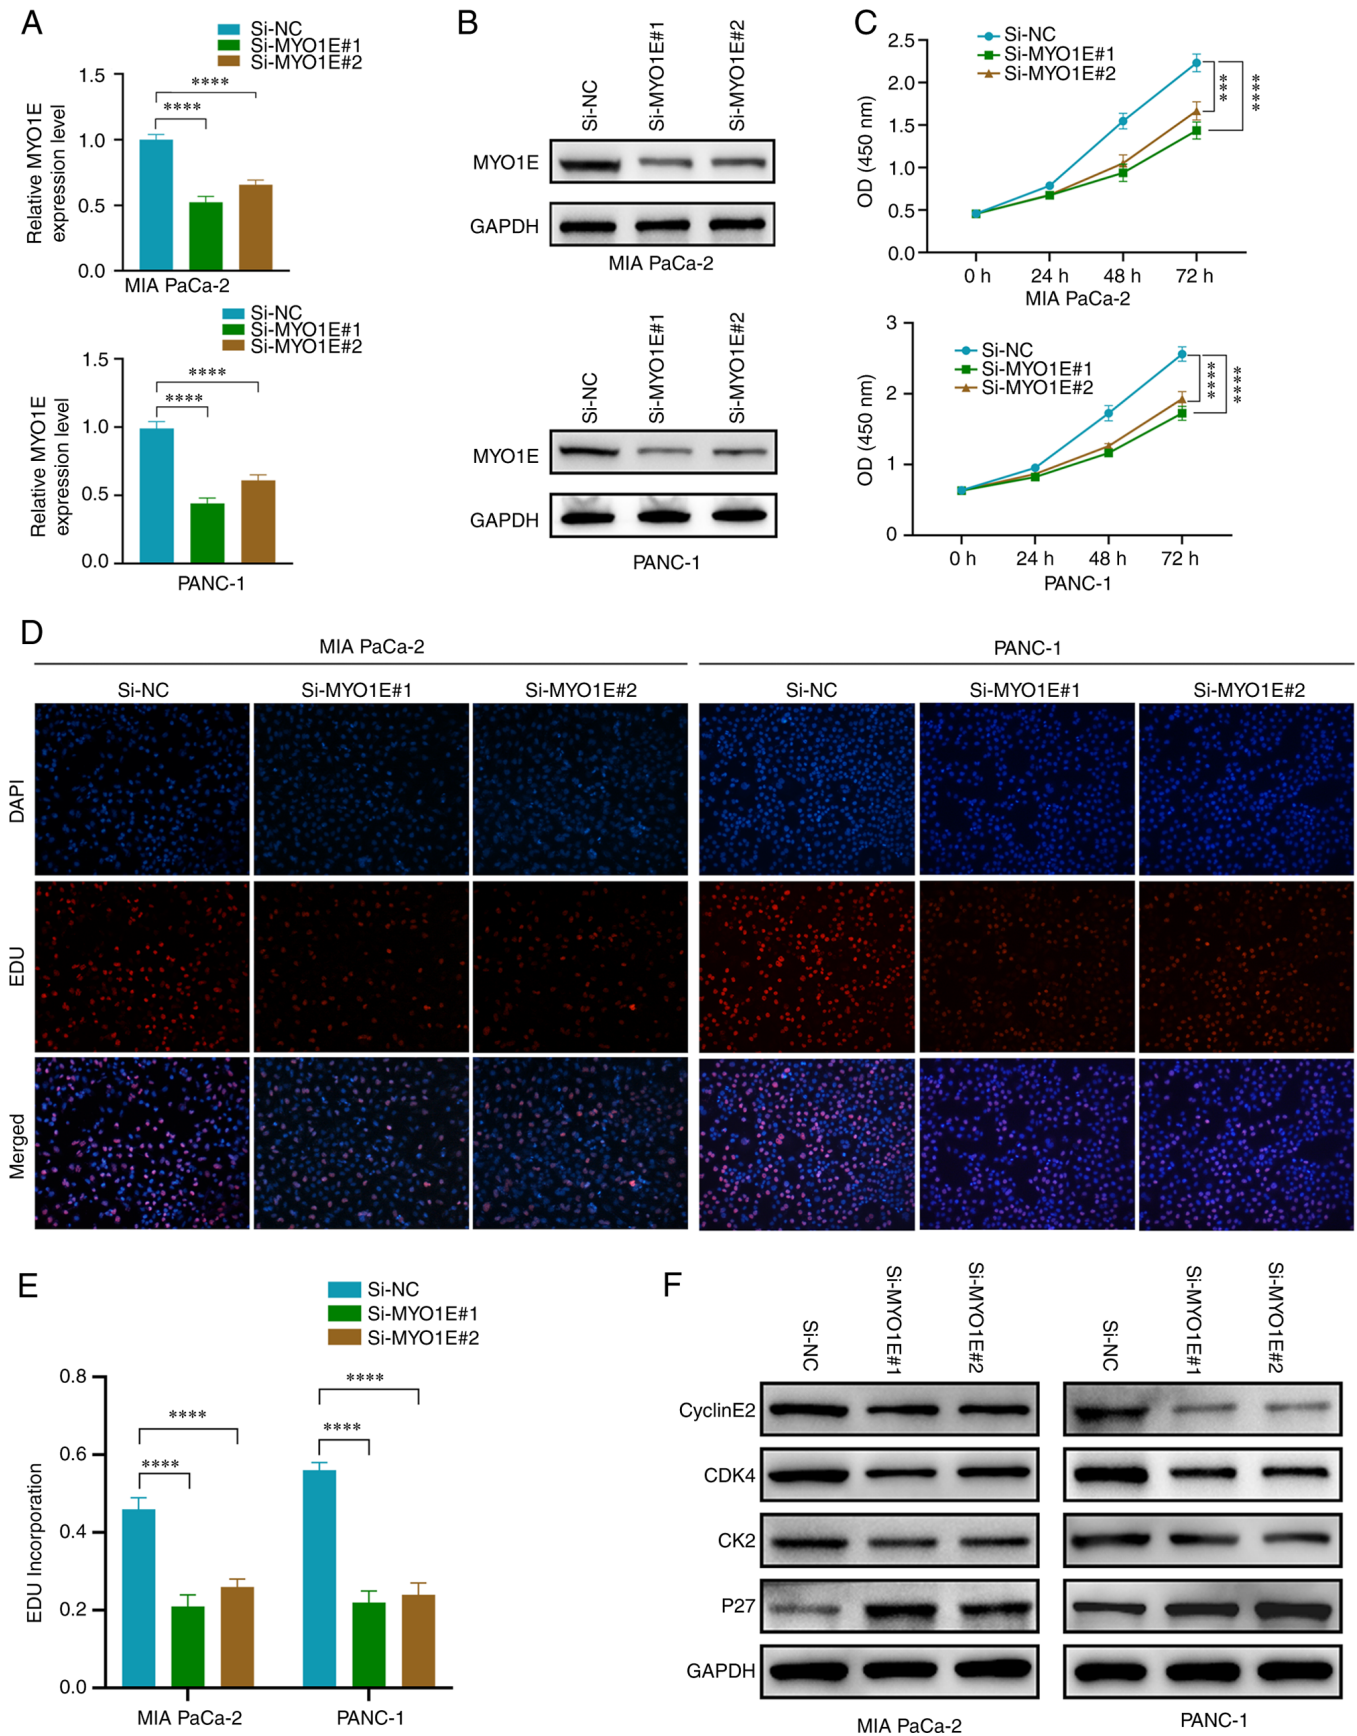 A
Si-NC
Si-MYO1E#1
Si-MYO1E#2
Relative MYO1E
expression level
1.5
1.0
0.5
0.0
****
****
MIA PaCa-2
Si-NC
Si-MYO1E#1
Si-MYO1E#2
Relative MYO1E
expression level
1.5
1.0
0.5
0.0
****
****
PANC-1
B
Si-NC
Si-MYO1E#1
Si-MYO1E#2
MYO1E
GAPDH
MIA PaCa-2
Si-NC
Si-MYO1E#1
Si-MYO1E#2
MYO1E
GAPDH
PANC-1
C
Si-NC
Si-MYO1E#1
Si-MYO1E#2
OD (450 nm)
2.5
2.0
1.5
1.0
0.5
0.0
***
****
0 h 24 h 48 h 72 h
MIA PaCa-2
Si-NC
Si-MYO1E#1
Si-MYO1E#2
OD (450 nm)
3
2
1
0
****
****
0 h 24 h 48 h 72 h
PANC-1
D
MIA PaCa-2 PANC-1
Si-NC Si-MYO1E#1 Si-MYO1E#2 Si-NC Si-MYO1E#1 Si-MYO1E#2
DAPI
EDU
Merged
E
Si-NC
Si-MYO1E#1
Si-MYO1E#2
EDU Incorporation
0.8
0.6
0.4
0.2
0.0
****
****
****
****
MIA PaCa-2 PANC-1
F
Si-NC Si-MYO1E#1 Si-MYO1E#2 Si-NC Si-MYO1E#1 Si-MYO1E#2
CyclinE2
CDK4
CK2
P27
GAPDH
MIA PaCa-2 PANC-1